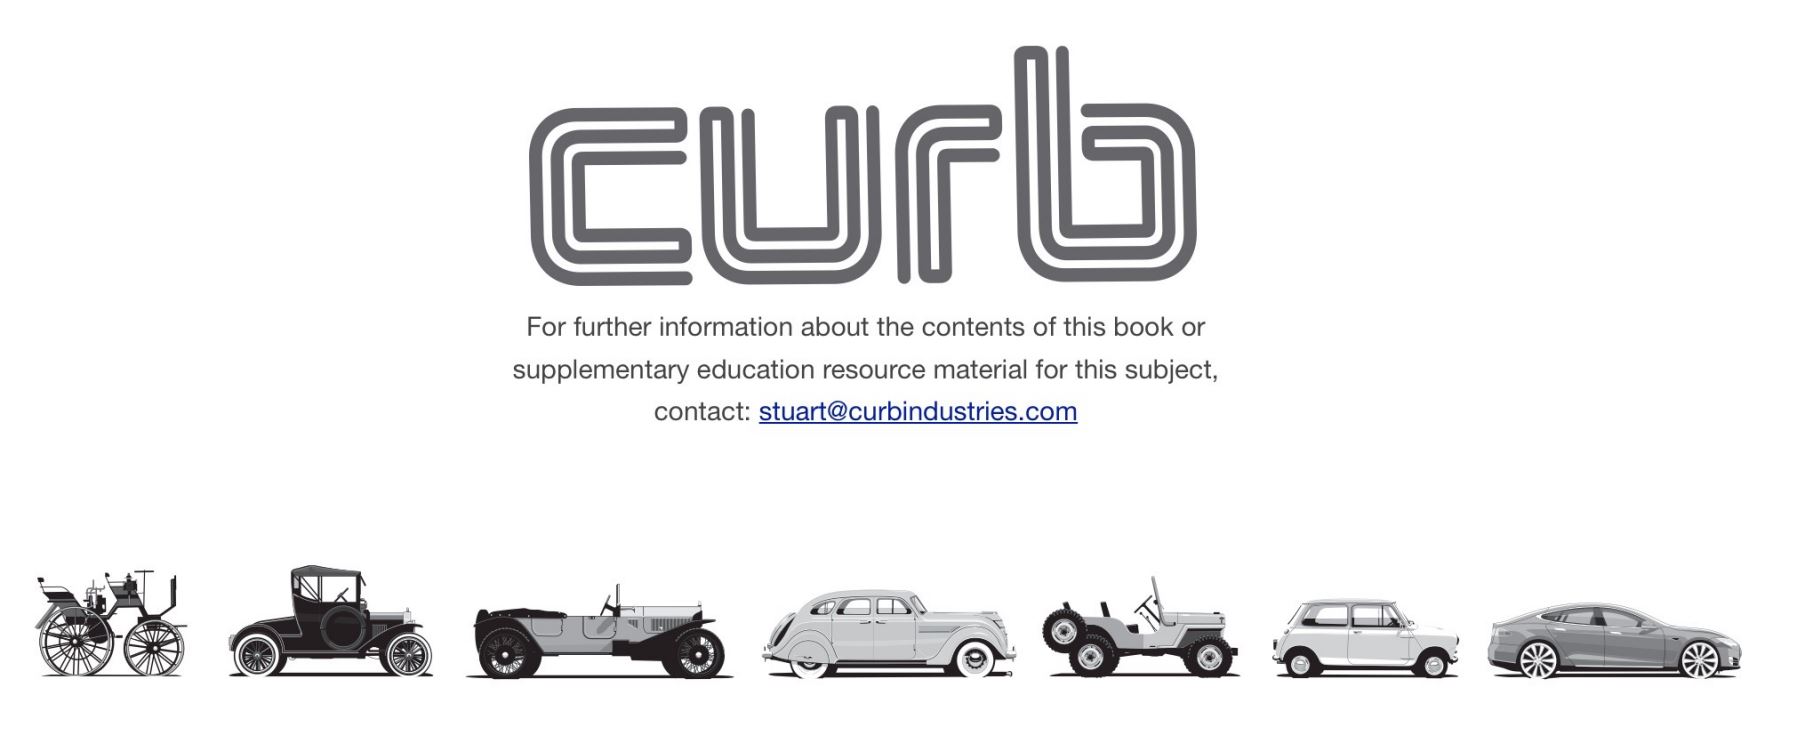 curb
For further information about the contents of this book or
supplementary education resource material for this subject,
contact: stuart@curbindustries.com